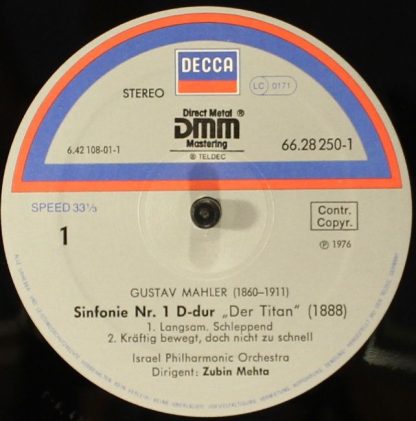 DECCA
STEREO
LC 0171
Direct Metal ®
DMM
Mastering
® TELDEC
6.42 108-01-1
66.28 250-1
SPEED 33⅓
1
Contr.
Copyr.
℗ 1976
GUSTAV MAHLER (1860–1911)
Sinfonie Nr. 1 D-dur „Der Titan“ (1888)
1. Langsam. Schleppend
2. Kräftig bewegt, doch nicht zu schnell
Israel Philharmonic Orchestra
Dirigent: Zubin Mehta